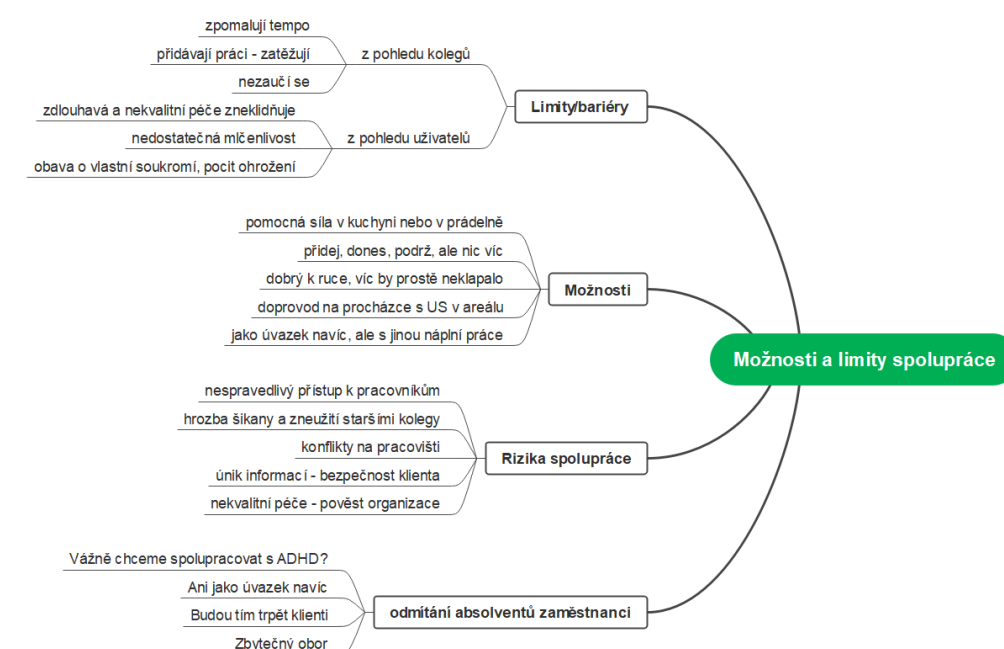 zpomalují tempo
přidávají práci - zatěžují
z pohledu kolegů
nezaučí se
Limity/bariéry
zdlouhavá a nekvalitní péče zneklidňuje
nedostatečná mlčenlivost
z pohledu uživatelů
obava o vlastní soukromí, pocit ohrožení
pomocná síla v kuchyni nebo v prádelně
přidej, dones, podrž, ale nic víc
dobrý k ruce, víc by prostě neklapalo
Možnosti
doprovod na procházce s US v areálu
jako úvazek navíc, ale s jinou náplní práce
Možnosti a limity spolupráce
nespravedlivý přístup k pracovníkům
hrozba šikany a zneužití staršími kolegy
konflikty na pracovišti
Rizika spolupráce
únik informací - bezpečnost klienta
nekvalitní péče - pověst organizace
Vážně chceme spolupracovat s ADHD?
Ani jako úvazek navíc
odmítání absolventů zaměstnanci
Budou tím trpět klienti
Zbytečný obor